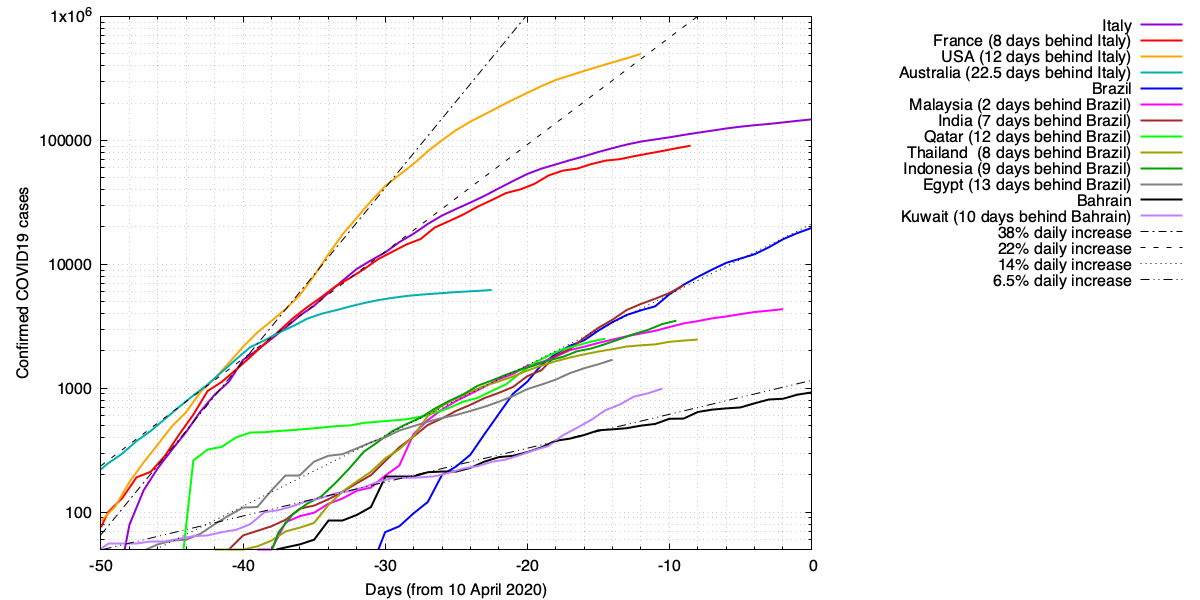 1x10⁶
100000
10000
1000
100
Confirmed COVID19 cases
-50 -40 -30 -20 -10 0
Days (from 10 April 2020)
Italy
France (8 days behind Italy)
USA (12 days behind Italy)
Australia (22.5 days behind Italy)
Brazil
Malaysia (2 days behind Brazil)
India (7 days behind Brazil)
Qatar (12 days behind Brazil)
Thailand (8 days behind Brazil)
Indonesia (9 days behind Brazil)
Egypt (13 days behind Brazil)
Bahrain
Kuwait (10 days behind Bahrain)
38% daily increase
22% daily increase
14% daily increase
6.5% daily increase